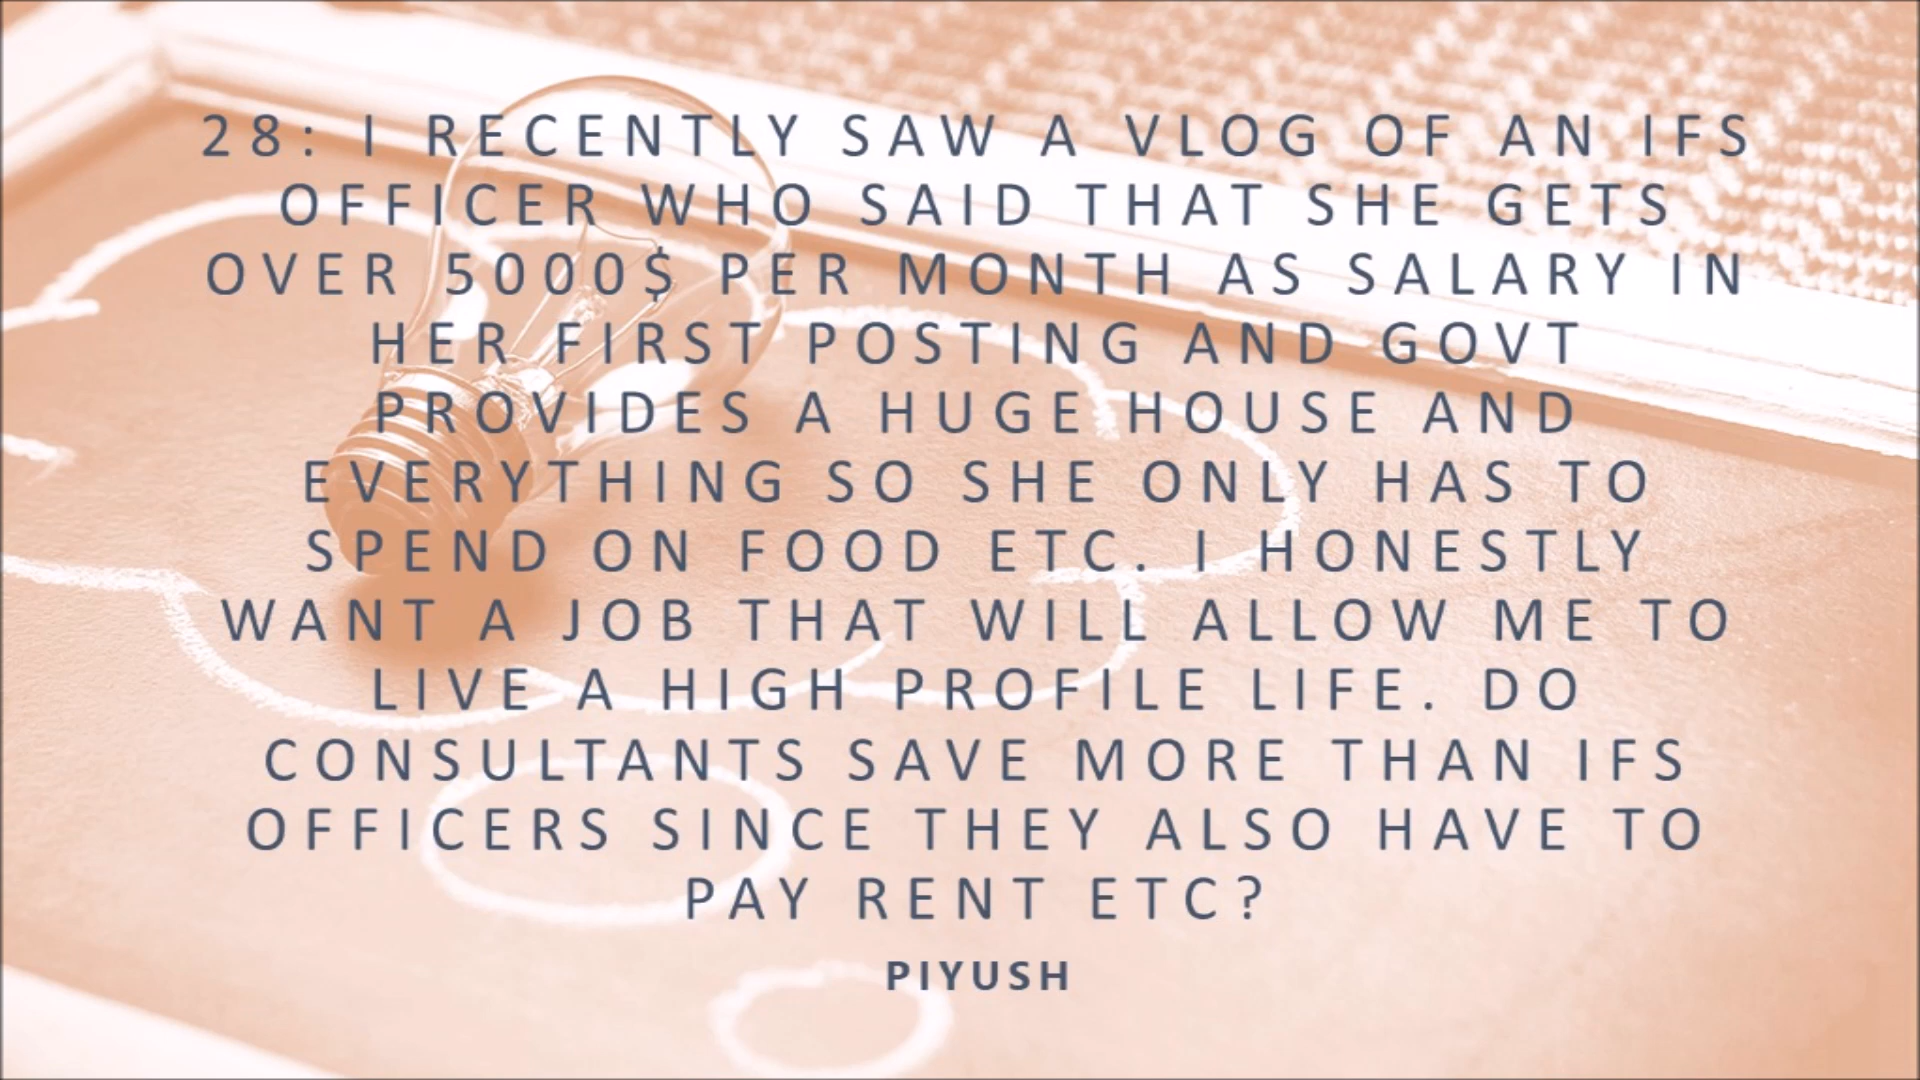 28: I RECENTLY SAW A VLOG OF AN IFS
OFFICER WHO SAID THAT SHE GETS
OVER 5000$ PER MONTH AS SALARY IN
HER FIRST POSTING AND GOVT
PROVIDES A HUGE HOUSE AND
EVERYTHING SO SHE ONLY HAS TO
SPEND ON FOOD ETC. I HONESTLY
WANT A JOB THAT WILL ALLOW ME TO
LIVE A HIGH PROFILE LIFE. DO
CONSULTANTS SAVE MORE THAN IFS
OFFICERS SINCE THEY ALSO HAVE TO
PAY RENT ETC?
PIYUSH